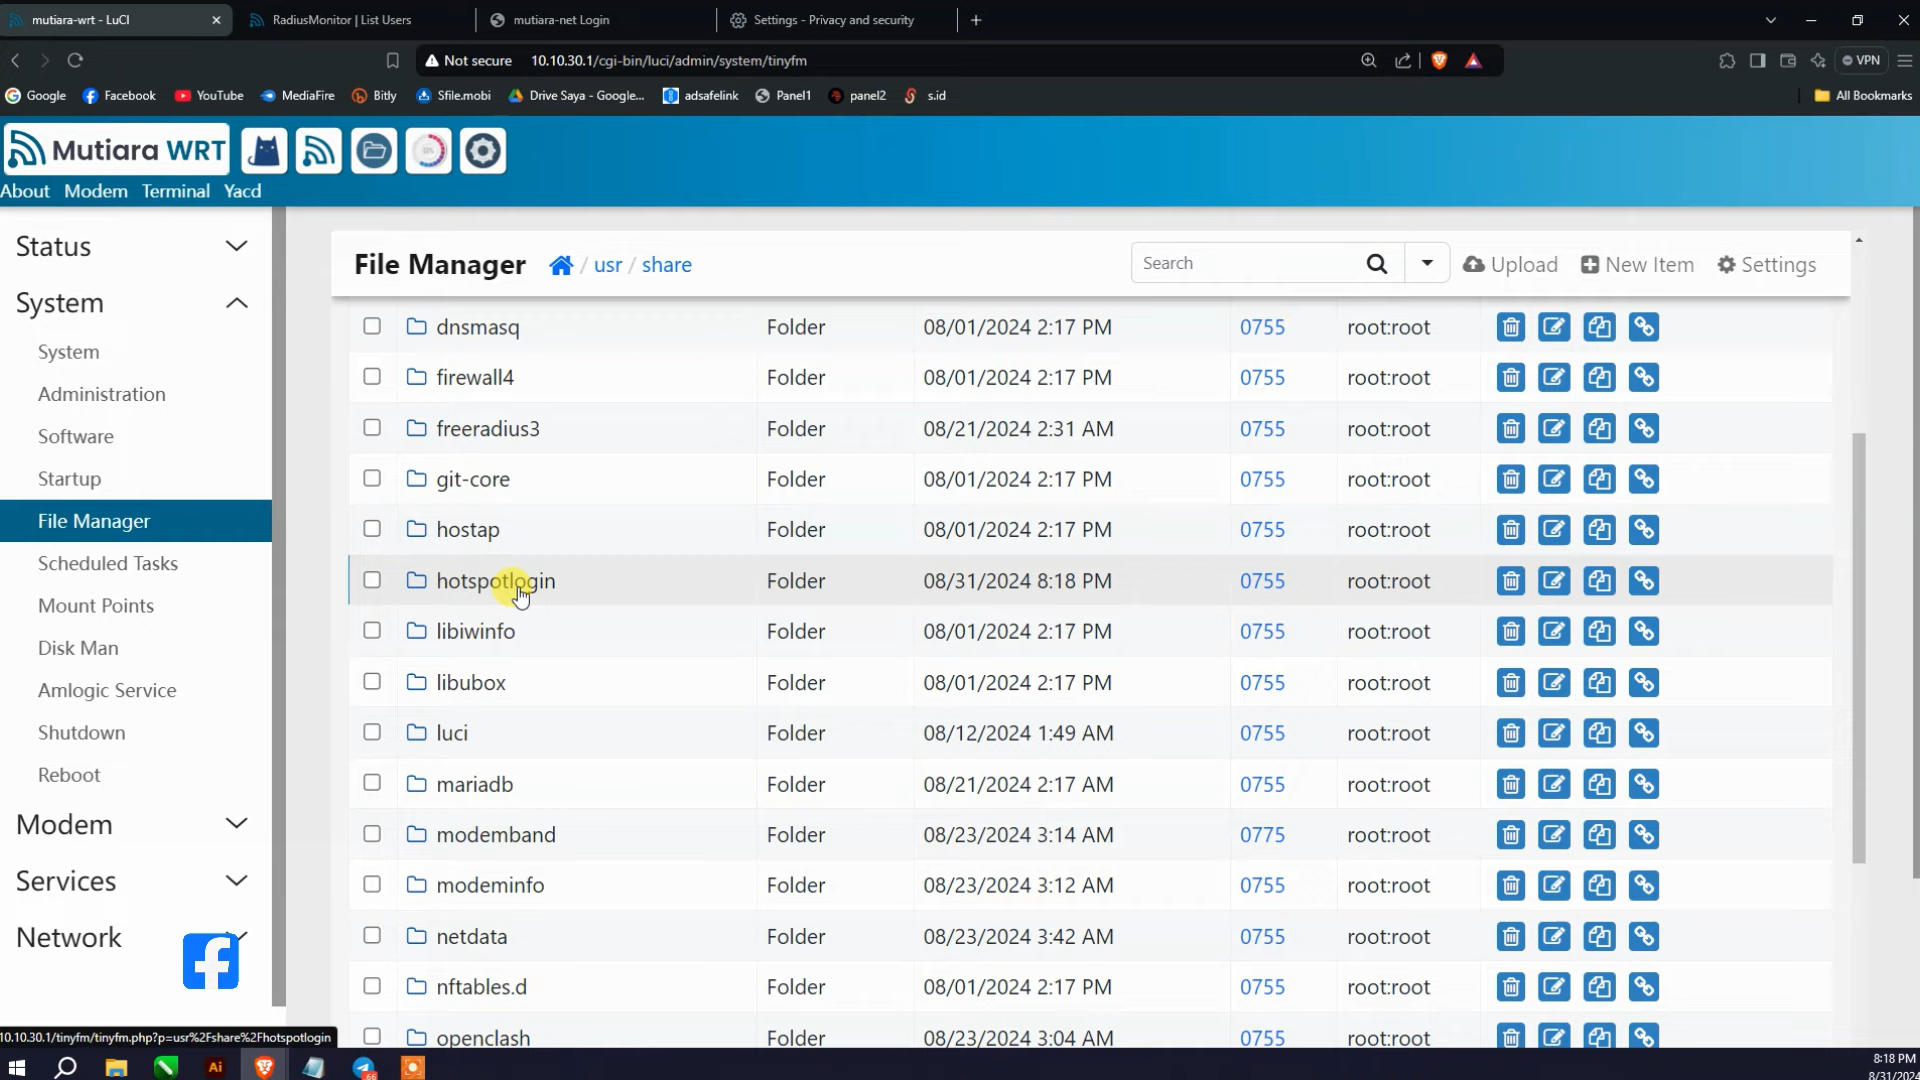 mutiara-wrt - LuCI
RadiusMonitor | List Users
mutiara-net Login
Settings - Privacy and security
Not secure 10.10.30.1/cgi-bin/luci/admin/system/tinyfm
VPN
Google Facebook YouTube MediaFire Bitly Sfile.mobi Drive Saya - Google... adsafelink Panel1 panel2 s.id All Bookmarks
Mutiara WRT
About Modem Terminal Yacd
Status
System
System
Administration
Software
Startup
File Manager
Scheduled Tasks
Mount Points
Disk Man
Amlogic Service
Shutdown
Reboot
Modem
Services
Network
File Manager / usr / share
Search
Upload New Item Settings
dnsmasq Folder 08/01/2024 2:17 PM 0755 root:root
firewall4 Folder 08/01/2024 2:17 PM 0755 root:root
freeradius3 Folder 08/21/2024 2:31 AM 0755 root:root
git-core Folder 08/01/2024 2:17 PM 0755 root:root
hostap Folder 08/01/2024 2:17 PM 0755 root:root
hotspotlogin Folder 08/31/2024 8:18 PM 0755 root:root
libiwinfo Folder 08/01/2024 2:17 PM 0755 root:root
libubox Folder 08/01/2024 2:17 PM 0755 root:root
luci Folder 08/12/2024 1:49 AM 0755 root:root
mariadb Folder 08/21/2024 2:17 AM 0755 root:root
modemband Folder 08/23/2024 3:14 AM 0775 root:root
modeminfo Folder 08/23/2024 3:12 AM 0755 root:root
netdata Folder 08/23/2024 3:42 AM 0755 root:root
nftables.d Folder 08/01/2024 2:17 PM 0755 root:root
openclash Folder 08/23/2024 3:04 AM 0755 root:root
10.10.30.1/tinyfm/tinyfm.php?p=usr%2Fshare%2Fhotspotlogin
Ai
66
8:18 PM
8/31/2024